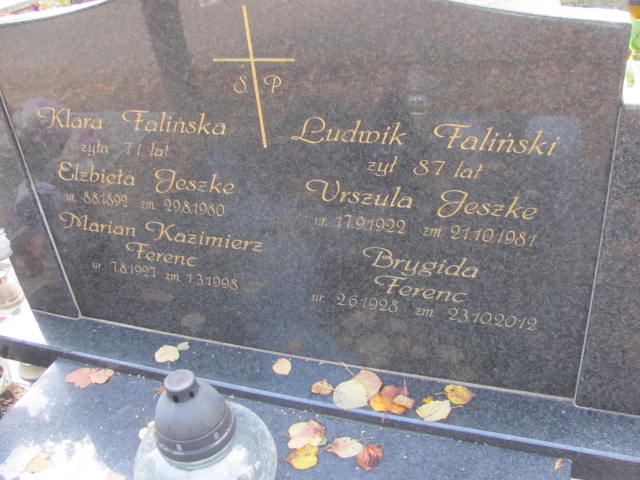 Ś. P.
Klara Falińska
żyła 71 lat
Elżbieta Jeszke
ur. 8.8.1892 zm. 29.8.1980
Marian Kazimierz
Ferenc
ur. 7.8.1927 zm. 1.3.1998
Ludwik Faliński
żył 87 lat
Urszula Jeszke
ur. 17.9.1922 zm. 21.10.1981
Brygida
Ferenc
ur. 2.6.1928 zm. 23.10.2012